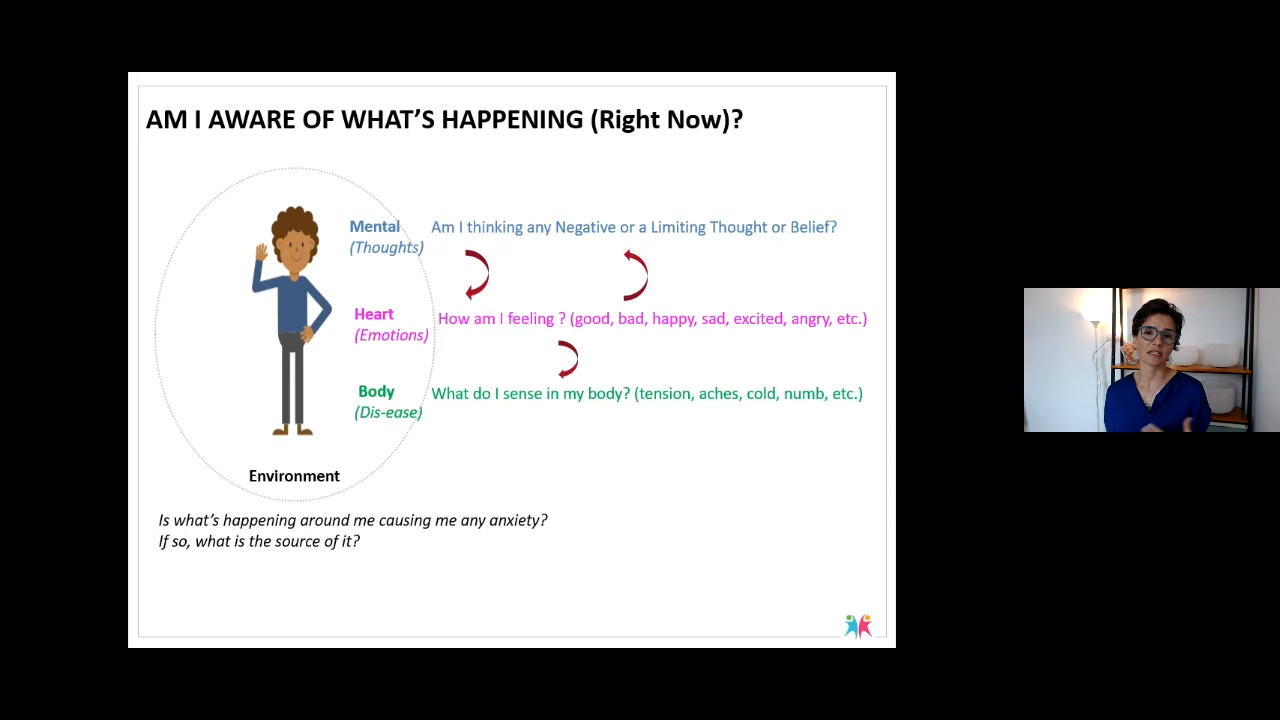 AM I AWARE OF WHAT'S HAPPENING (Right Now)?
Mental Am I thinking any Negative or a Limiting Thought or Belief?
(Thoughts)
Heart How am I feeling ? (good, bad, happy, sad, excited, angry, etc.)
(Emotions)
Body What do I sense in my body? (tension, aches, cold, numb, etc.)
(Dis-ease)
Environment
Is what's happening around me causing me any anxiety?
If so, what is the source of it?